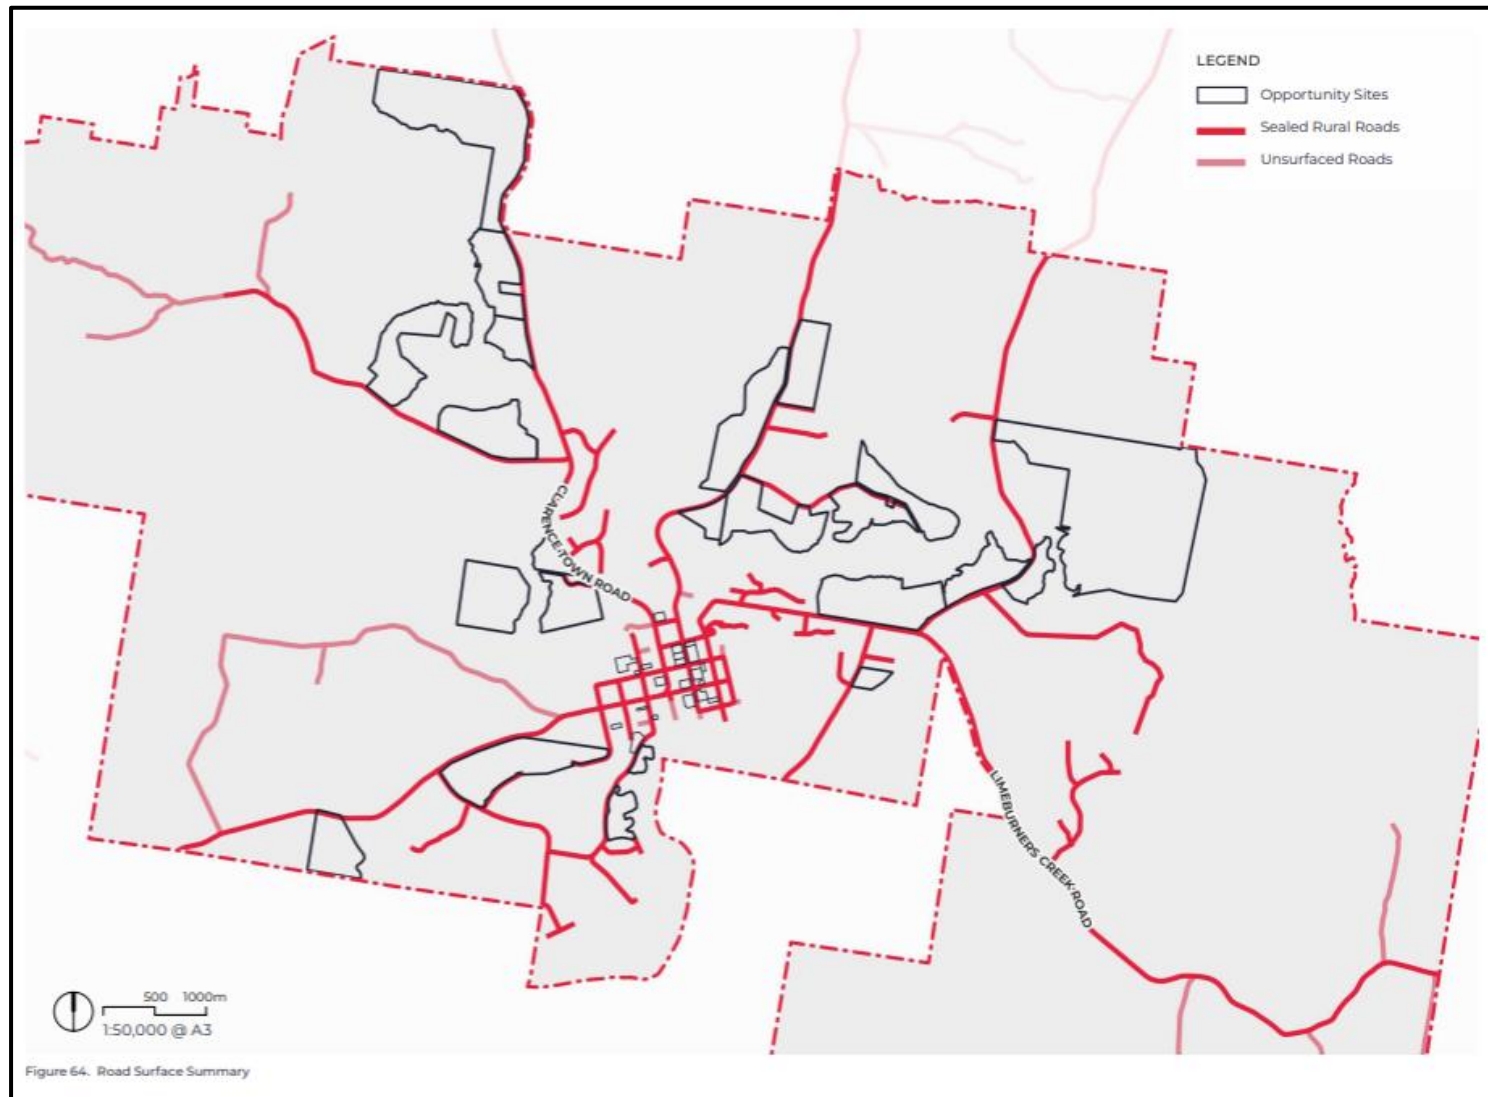 LEGEND
Opportunity Sites
Sealed Rural Roads
Unsurfaced Roads
CLARENCE TOWN ROAD
LIMEBURNERS CREEK ROAD
500 1000m
1:50,000 @ A3
Figure 64. Road Surface Summary